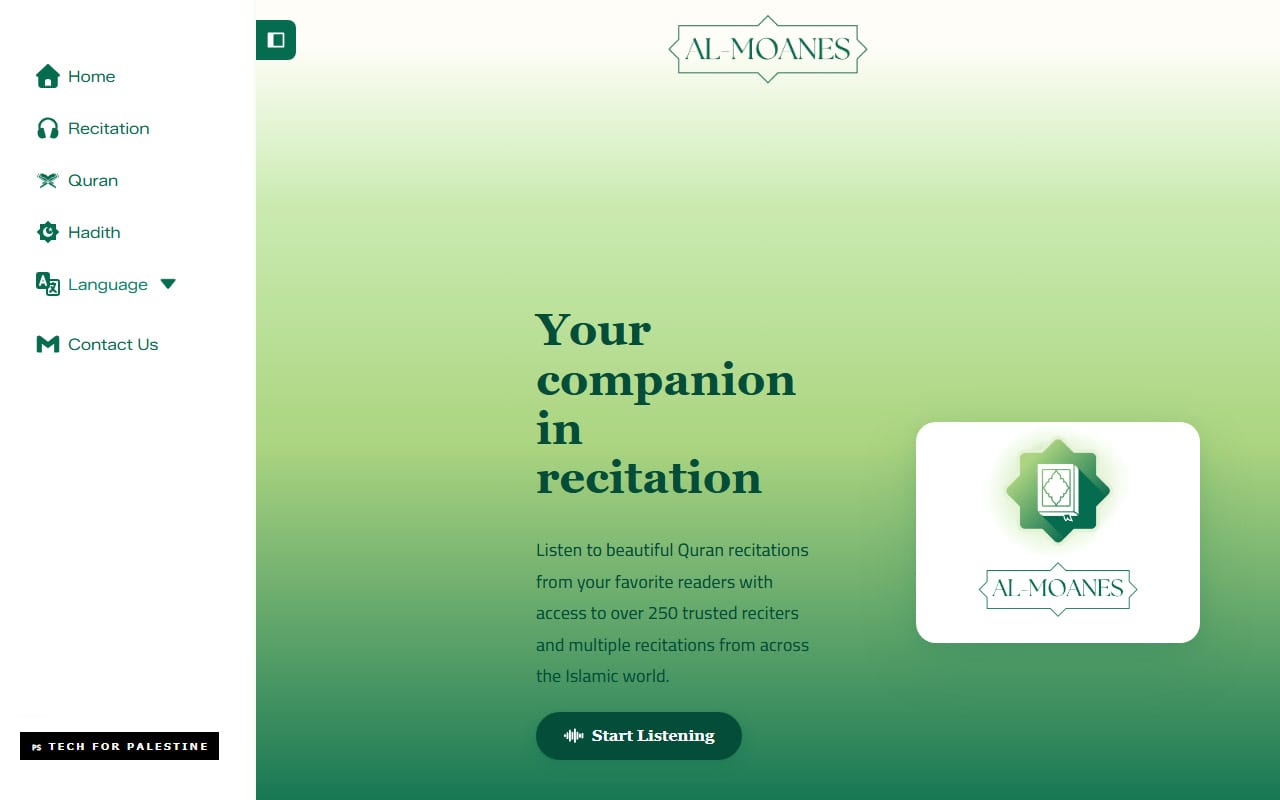 Home
Recitation
Quran
Hadith
Language
Contact Us
PS TECH FOR PALESTINE
AL-MOANES
Your
companion
in
recitation
Listen to beautiful Quran recitations
from your favorite readers with
access to over 250 trusted reciters
and multiple recitations from across
the Islamic world.
Start Listening
AL-MOANES